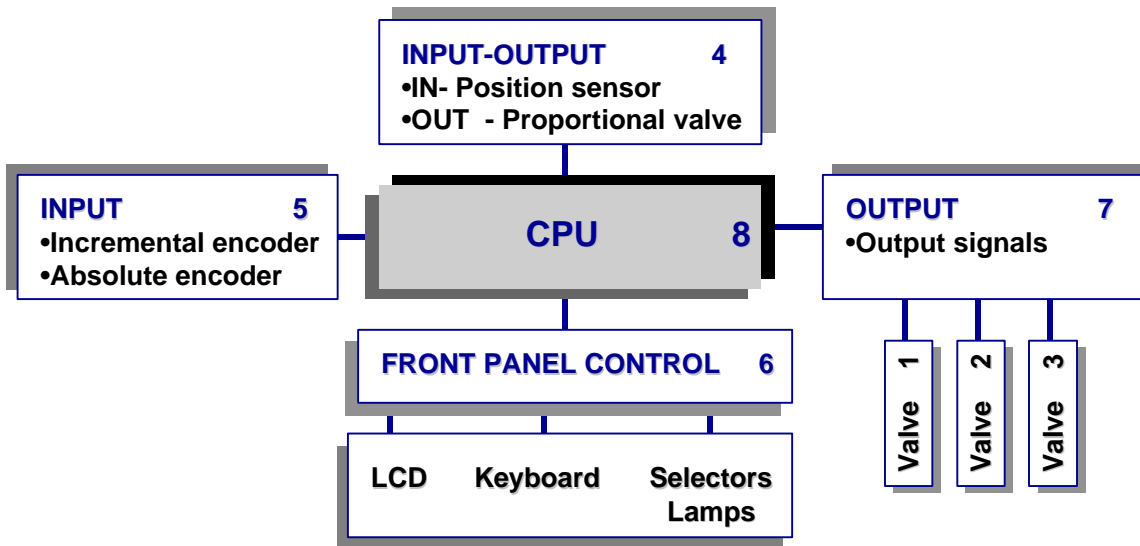 INPUT-OUTPUT 4
•IN- Position sensor
•OUT - Proportional valve
INPUT 5
•Incremental encoder
•Absolute encoder
CPU 8
OUTPUT 7
•Output signals
FRONT PANEL CONTROL 6
LCD Keyboard Selectors
Lamps
Valve 1
Valve 2
Valve 3